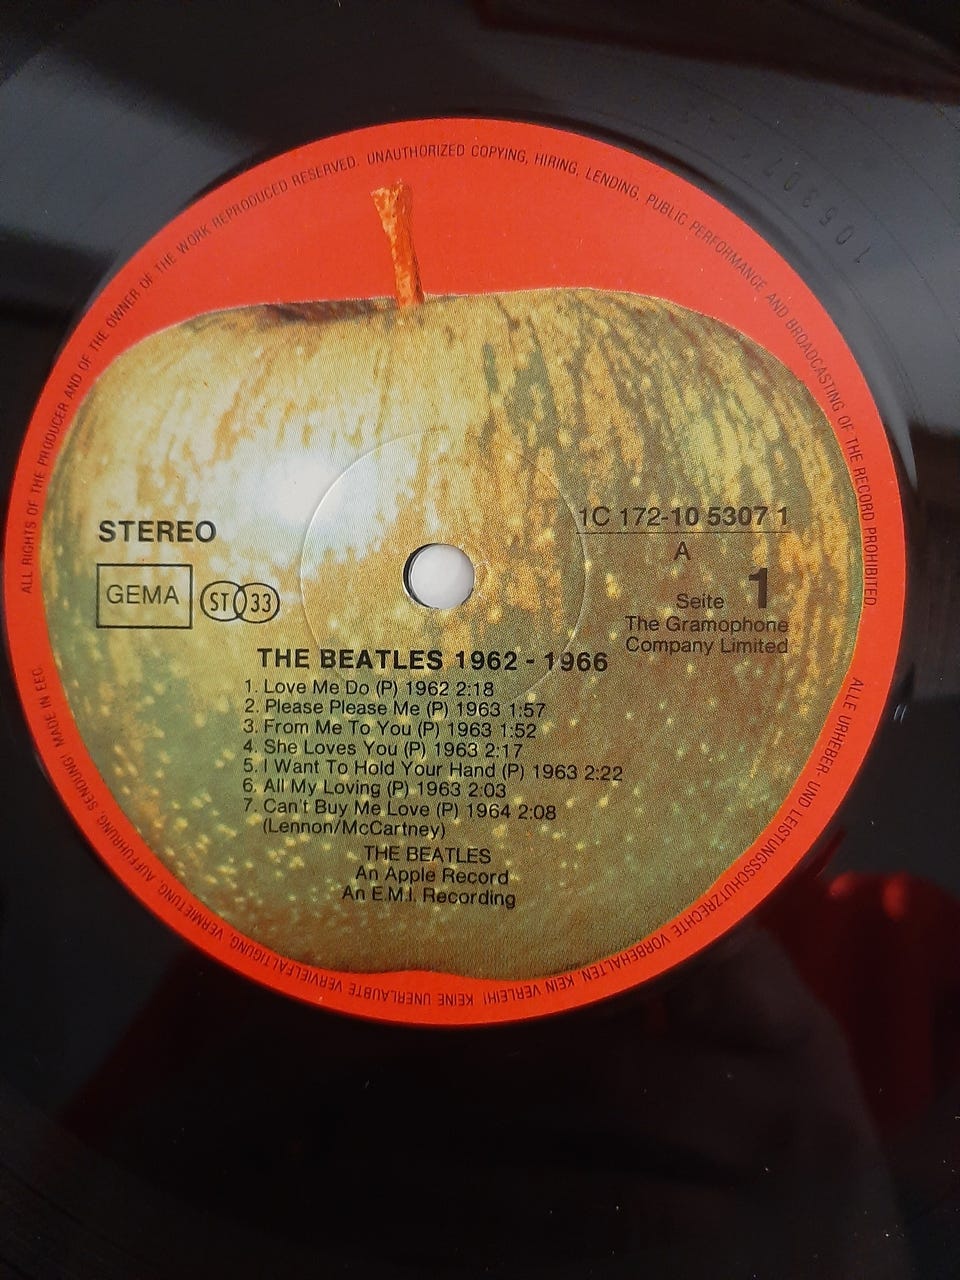 ALL RIGHTS OF THE PRODUCER AND OF THE OWNER OF THE WORK REPRODUCED RESERVED. UNAUTHORIZED COPYING, HIRING, LENDING, PUBLIC PERFORMANCE AND BROADCASTING OF THE RECORD PROHIBITED
STEREO
GEMA
ST 33
1C 172-10 5307 1
A
Seite 1
The Gramophone
Company Limited
THE BEATLES 1962 - 1966
1. Love Me Do (P) 1962 2:18
2. Please Please Me (P) 1963 1:57
3. From Me To You (P) 1963 1:52
4. She Loves You (P) 1963 2:17
5. I Want To Hold Your Hand (P) 1963 2:22
6. All My Loving (P) 1963 2:03
7. Can't Buy Me Love (P) 1964 2:08
(Lennon/McCartney)
THE BEATLES
An Apple Record
An E.M.I. Recording
ALLE URHEBER- UND LEISTUNGSSCHUTZRECHTE VORBEHALTEN. KEIN VERLEIH! KEINE UNERLAUBTE VERVIELFÄLTIGUNG, VERMIETUNG, AUFFÜHRUNG, SENDUNG! MADE IN EEC.